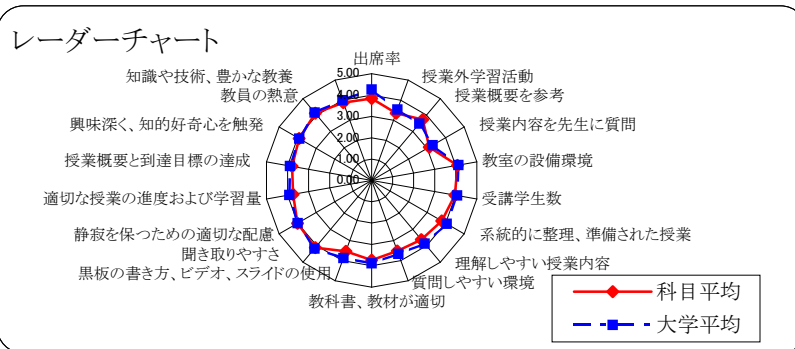 レーダーチャート
出席率
授業外学習活動
授業概要を参考
授業内容を先生に質問
教室の設備環境
受講学生数
系統的に整理、準備された授業
理解しやすい授業内容
質問しやすい環境
教科書、教材が適切
黒板の書き方、ビデオ、スライドの使用
聞き取りやすさ
静寂を保つための適切な配慮
適切な授業の進度および学習量
授業概要と到達目標の達成
興味深く、知的好奇心を触発
教員の熱意
知識や技術、豊かな教養
5.00
4.00
3.00
2.00
1.00
0.00
科目平均
大学平均